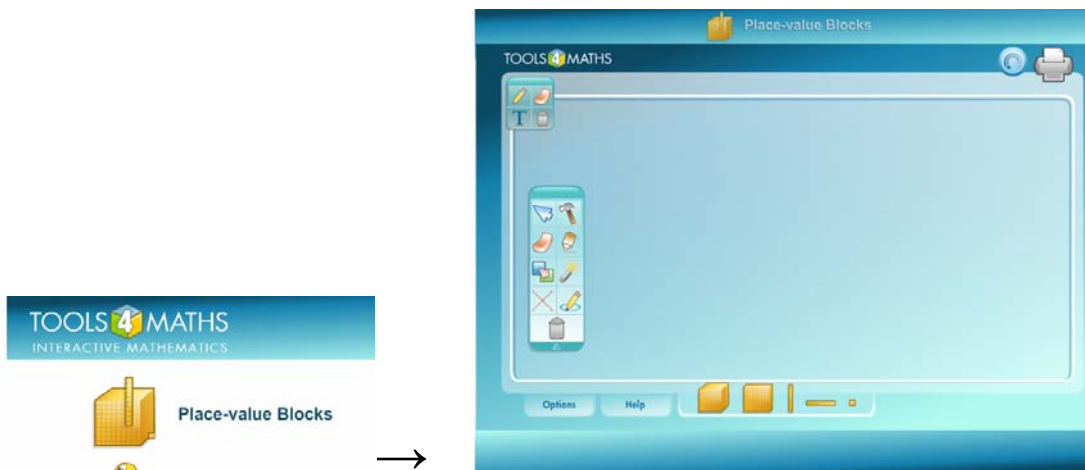 Place-value Blocks
TOOLS 4 MATHS
T
Options Help
TOOLS 4 MATHS
INTERACTIVE MATHEMATICS
Place-value Blocks
→